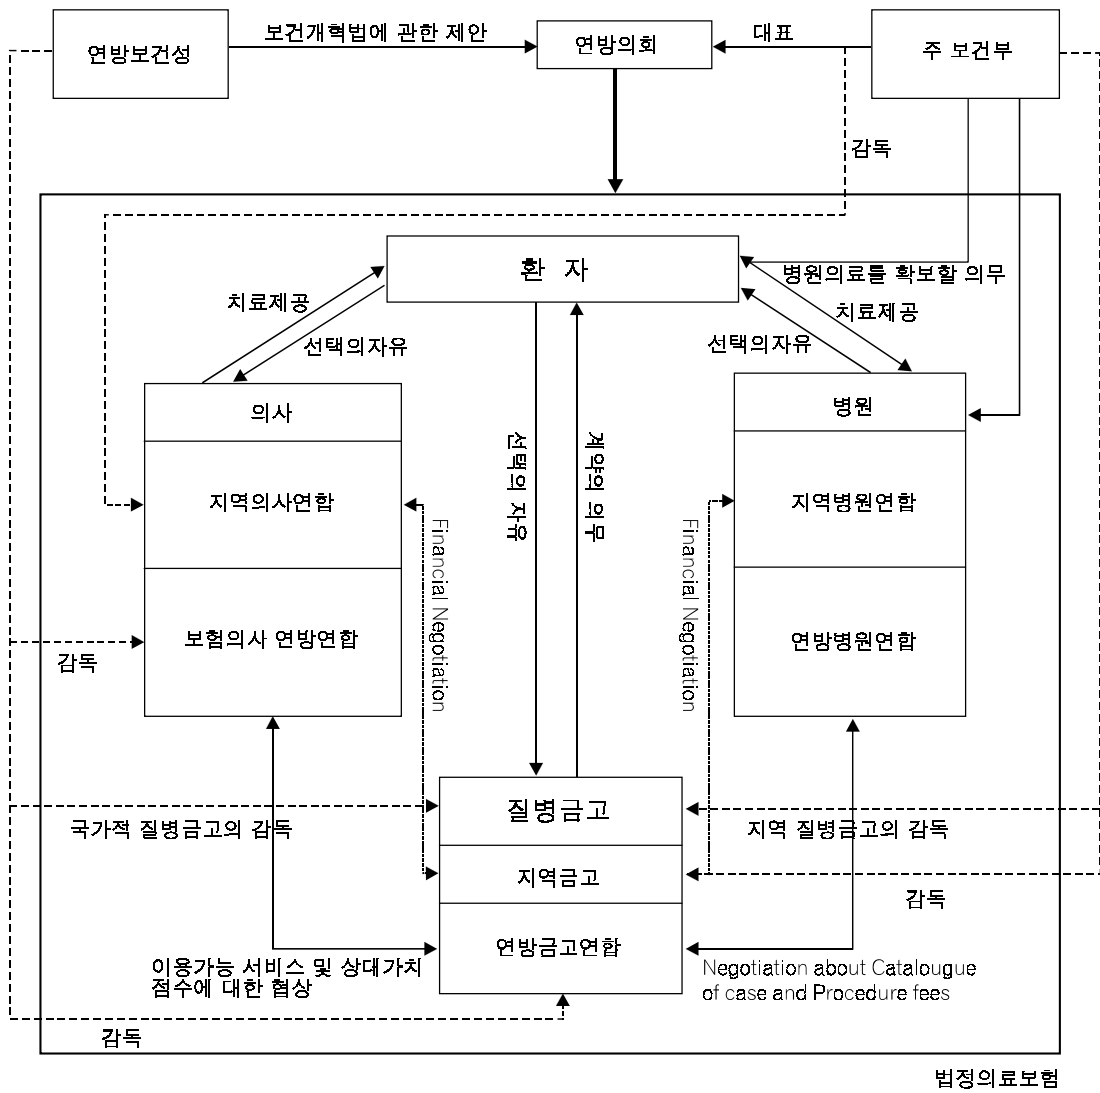 연방보건성
보건개혁법에 관한 제안
연방의회
대표
주 보건부
감독
환 자
병원의료를 확보할 의무
치료제공
치료제공
선택의자유
선택의자유
의사
병원
선택의 자유
계약의 의무
지역의사연합
지역병원연합
Financial Negotiation
Financial Negotiation
보험의사 연방연합
연방병원연합
감독
질병금고
국가적 질병금고의 감독
지역 질병금고의 감독
지역금고
감독
연방금고연합
이용가능 서비스 및 상대가치
점수에 대한 협상
Negotiation about Catalougue
of case and Procedure fees
감독
법정의료보험